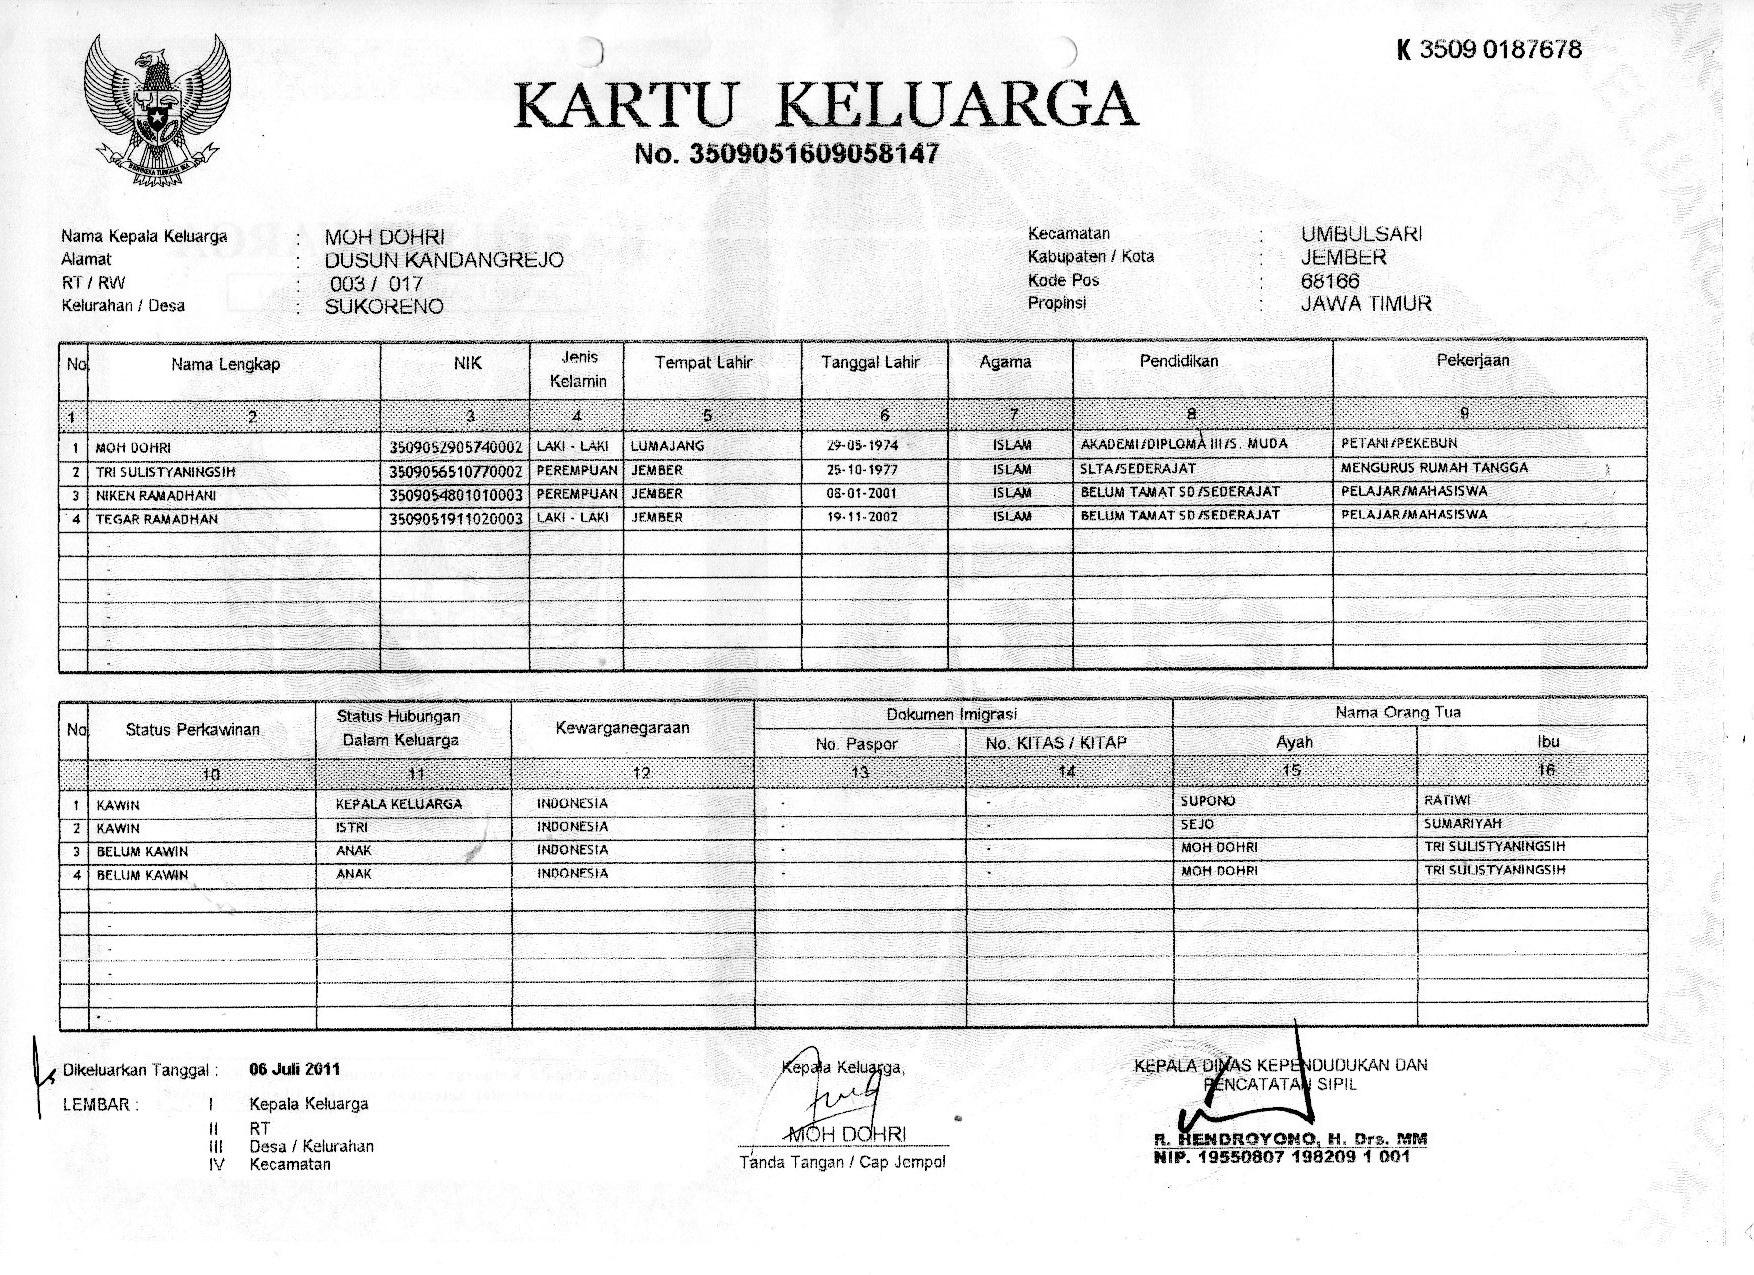 K 3509 0187678
KARTU KELUARGA
No. 3509051609058147
Nama Kepala Keluarga : MOH DOHRI
Alamat : DUSUN KANDANGREJO
RT / RW : 003 / 017
Kelurahan / Desa : SUKORENO
Kecamatan : UMBULSARI
Kabupaten / Kota : JEMBER
Kode Pos : 68166
Propinsi : JAWA TIMUR
No Nama Lengkap NIK Jenis Kelamin Tempat Lahir Tanggal Lahir Agama Pendidikan Pekerjaan
1 2 3 4 5 6 7 8 9
1 MOH DOHRI 3509052905740002 LAKI - LAKI LUMAJANG 29-05-1974 ISLAM AKADEMI/DIPLOMA III/S. MUDA PETANI/PEKEBUN
2 TRI SULISTYANINGSIH 3509056510770002 PEREMPUAN JEMBER 25-10-1977 ISLAM SLTA/SEDERAJAT MENGURUS RUMAH TANGGA
3 NIKEN RAMADHANI 3509054801010003 PEREMPUAN JEMBER 08-01-2001 ISLAM BELUM TAMAT SD/SEDERAJAT PELAJAR/MAHASISWA
4 TEGAR RAMADHAN 3509051911020003 LAKI - LAKI JEMBER 19-11-2002 ISLAM BELUM TAMAT SD/SEDERAJAT PELAJAR/MAHASISWA
No Status Perkawinan Status Hubungan Dalam Keluarga Kewarganegaraan Dokumen Imigrasi Nama Orang Tua
No. Paspor No. KITAS / KITAP Ayah Ibu
10 11 12 13 14 15 16
1 KAWIN KEPALA KELUARGA INDONESIA - - SUPONO RATIWI
2 KAWIN ISTRI INDONESIA - - SEJO SUMARIYAH
3 BELUM KAWIN ANAK INDONESIA - - MOH DOHRI TRI SULISTYANINGSIH
4 BELUM KAWIN ANAK INDONESIA - - MOH DOHRI TRI SULISTYANINGSIH
Dikeluarkan Tanggal : 06 Juli 2011
LEMBAR : I Kepala Keluarga
II RT
III Desa / Kelurahan
IV Kecamatan
Kepala Keluarga,
MOH DOHRI
Tanda Tangan / Cap Jempol
KEPALA DINAS KEPENDUDUKAN DAN
PENCATATAN SIPIL
R. HENDROYONO, H. Drs. MM
NIP. 19550807 198209 1 001